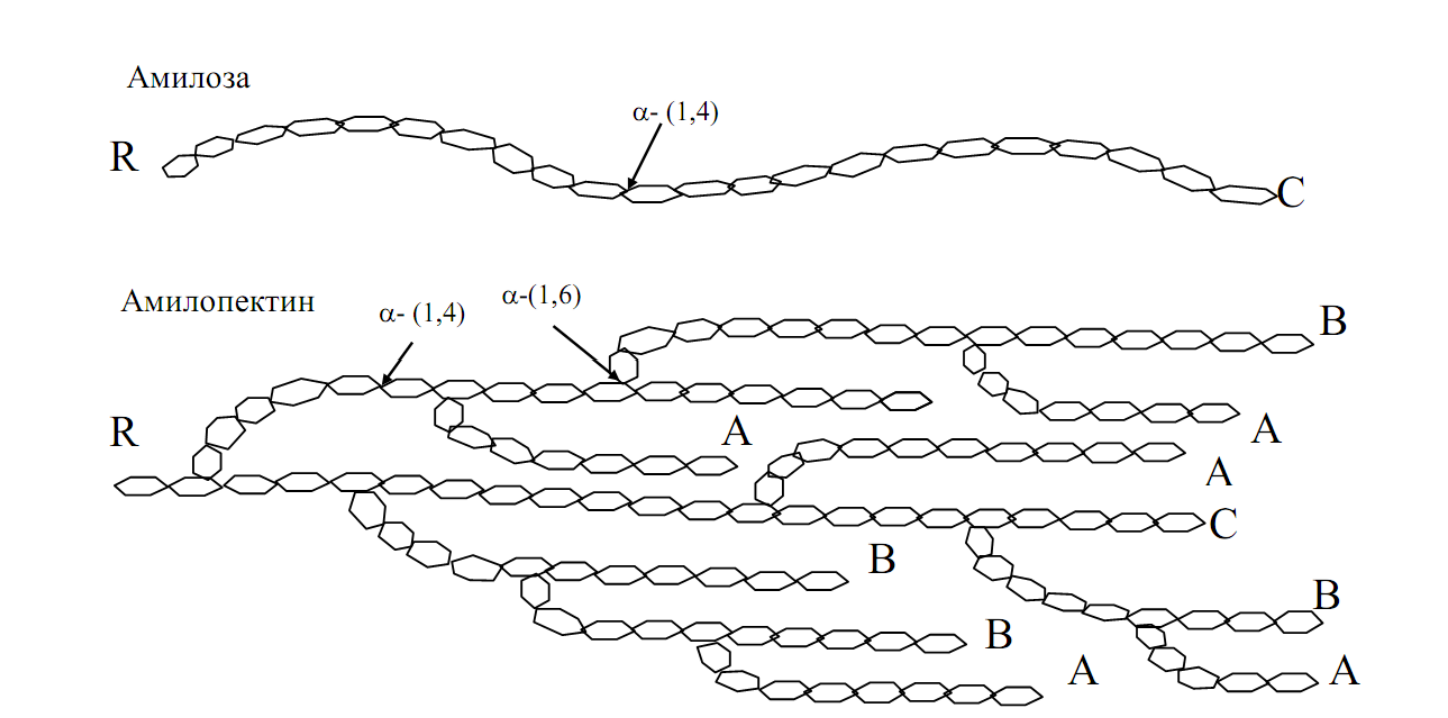 Амилоза
α- (1,4)
R
C
Амилопектин
α- (1,4)
α-(1,6)
B
R
A
A
A
C
B
B
B
A
A